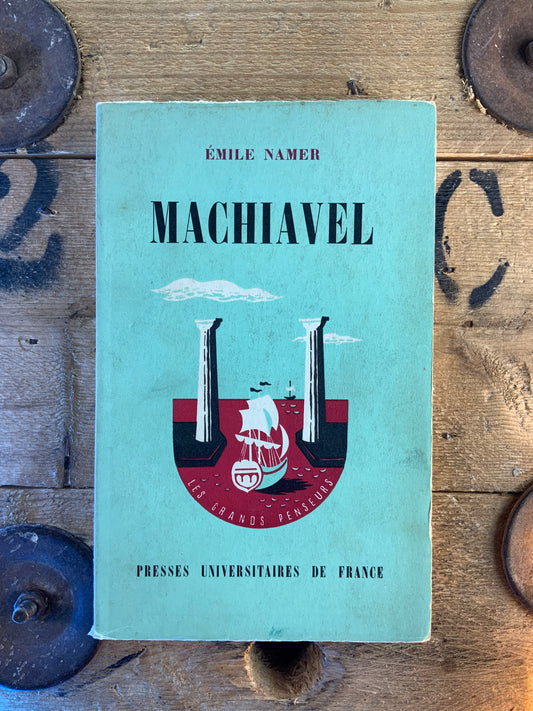 ÉMILE NAMER
MACHIAVEL
LES GRANDS PENSEURS
PRESSES UNIVERSITAIRES DE FRANCE
2
C